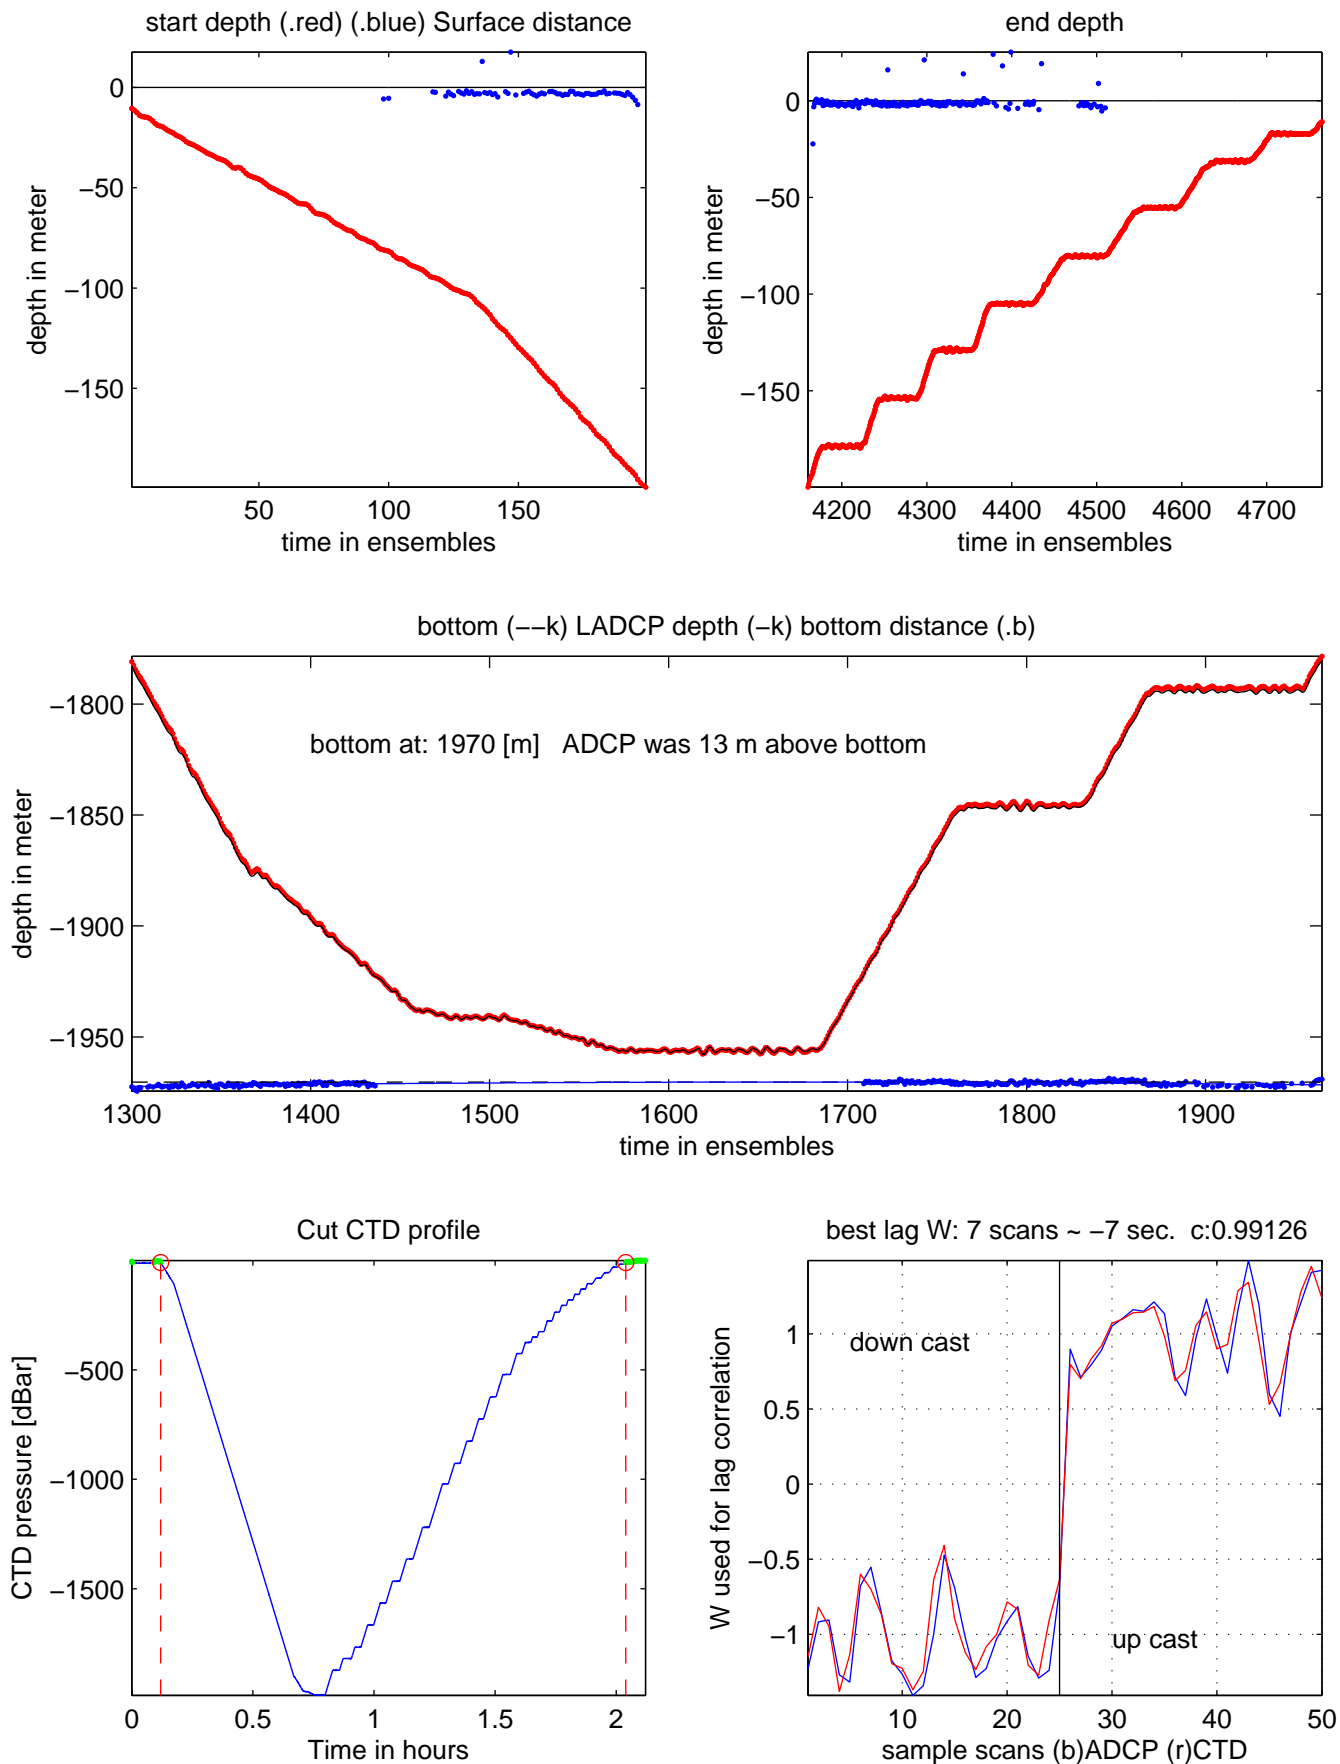 start depth (.red) (.blue) Surface distance
0
−50
−100
−150
depth in meter
50 100 150
time in ensembles
end depth
0
−50
−100
−150
depth in meter
4200 4300 4400 4500 4600 4700
time in ensembles
bottom (−−k) LADCP depth (−k) bottom distance (.b)
−1800
−1850
−1900
−1950
depth in meter
bottom at: 1970 [m] ADCP was 13 m above bottom
1300 1400 1500 1600 1700 1800 1900
time in ensembles
Cut CTD profile
−500
−1000
−1500
CTD pressure [dBar]
0 0.5 1 1.5 2
Time in hours
best lag W: 7 scans ~ −7 sec. c:0.99126
1
0.5
0
−0.5
−1
W used for lag correlation
down cast
up cast
10 20 30 40 50
sample scans (b)ADCP (r)CTD